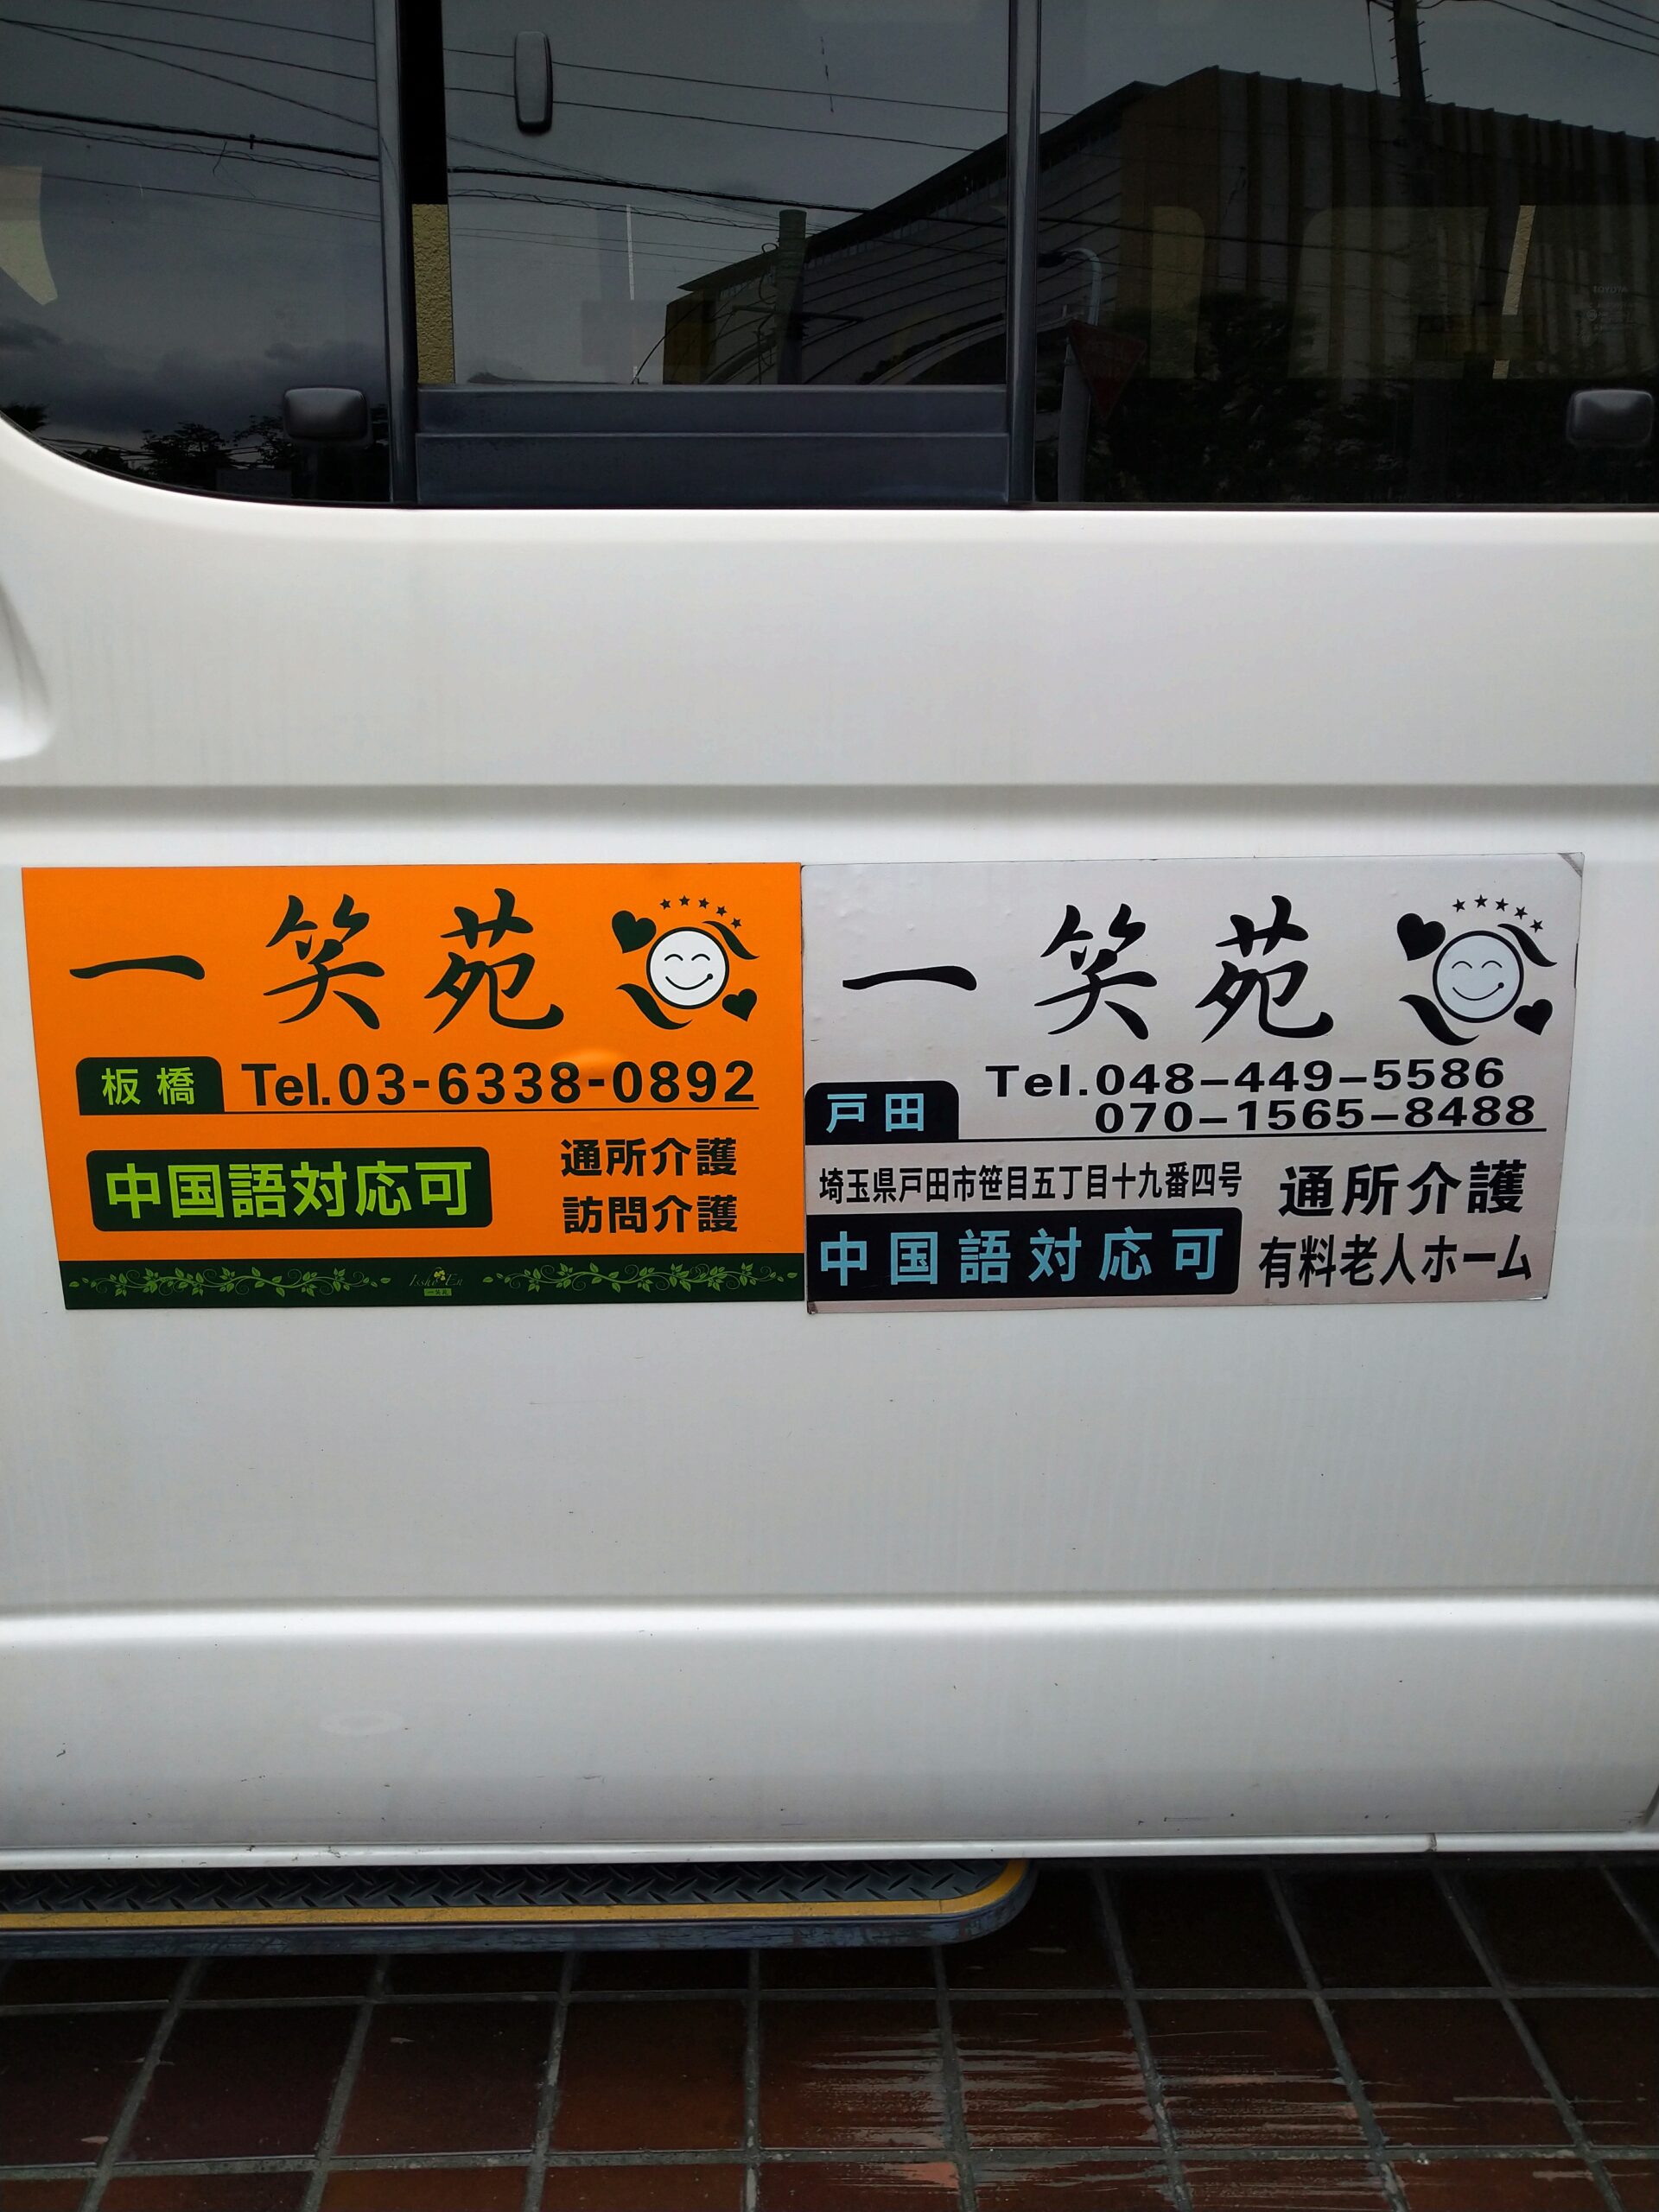 一笑苑
板橋 Tel.03-6338-0892
中国語対応可
通所介護
訪問介護
Issho En
一笑苑
Tel.048-449-5586
070-1565-8488
戸田
埼玉県戸田市笹目五丁目十九番四号
通所介護
中国語対応可
有料老人ホーム